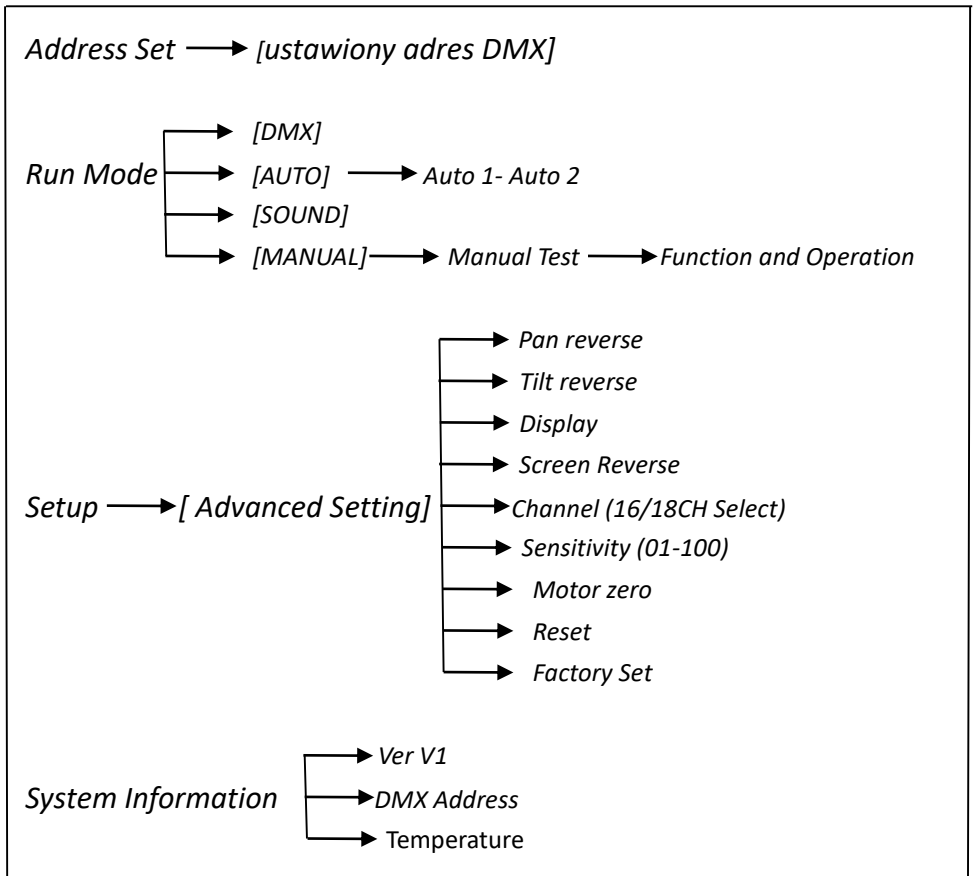 Address Set [ustawiony adres DMX]
[DMX]
Run Mode [AUTO] Auto 1- Auto 2
[SOUND]
[MANUAL] Manual Test Function and Operation
Pan reverse
Tilt reverse
Display
Screen Reverse
Setup [ Advanced Setting] Channel (16/18CH Select)
Sensitivity (01-100)
Motor zero
Reset
Factory Set
Ver V1
System Information DMX Address
Temperature